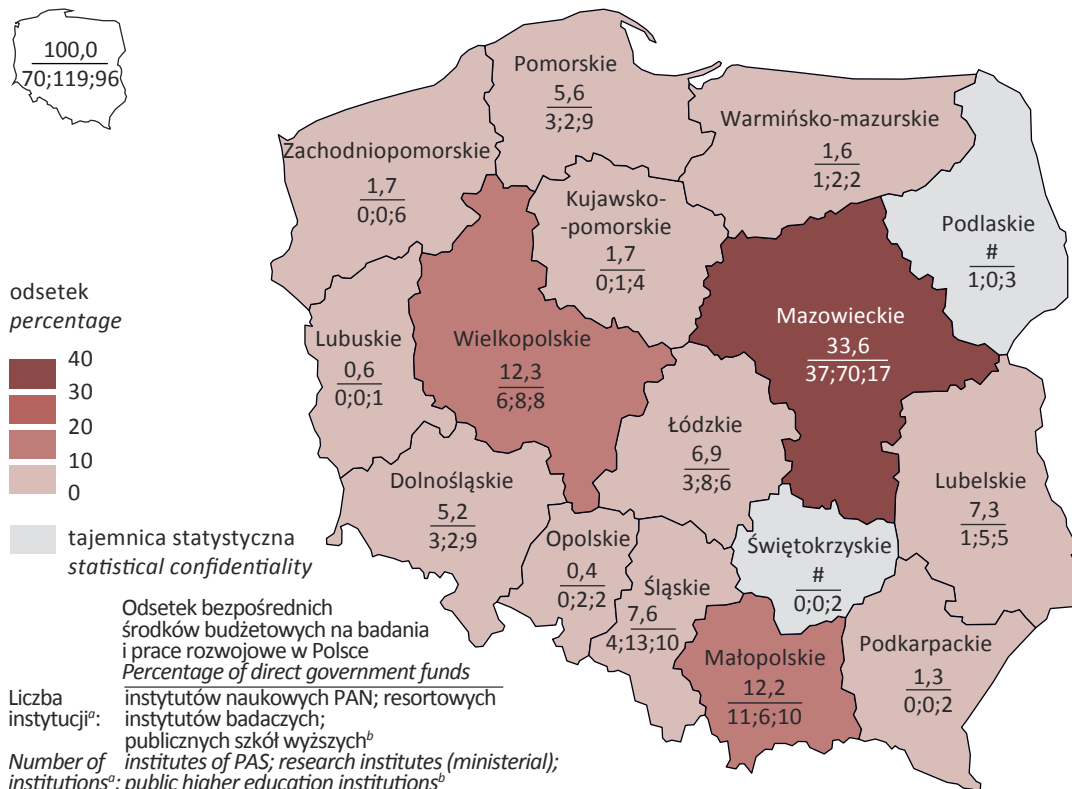 100,0
70;119;96
Pomorskie
5,6
3;2;9
Warmińsko-mazurskie
1,6
1;2;2
Zachodniopomorskie
1,7
0;0;6
Kujawsko-
-pomorskie
1,7
0;1;4
Podlaskie
#
1;0;3
Mazowieckie
33,6
37;70;17
Lubuskie
0,6
0;0;1
Wielkopolskie
12,3
6;8;8
Łódzkie
6,9
3;8;6
Lubelskie
7,3
1;5;5
Dolnośląskie
5,2
3;2;9
Opolskie
0,4
0;2;2
Śląskie
7,6
4;13;10
Świętokrzyskie
#
0;0;2
Małopolskie
12,2
11;6;10
Podkarpackie
1,3
0;0;2
odsetek
percentage
40
30
20
10
0
tajemnica statystyczna
statistical confidentiality
Odsetek bezpośrednich
środków budżetowych na badania
i prace rozwojowe w Polsce
Percentage of direct government funds
Liczba instytutów naukowych PAN; resortowych
instytucjiᵃ: instytutów badaczych;
publicznych szkół wyższychᵇ
Number of institutes of PAS; research institutes (ministerial);
institutionsᵃ: public higher education institutionsᵇ